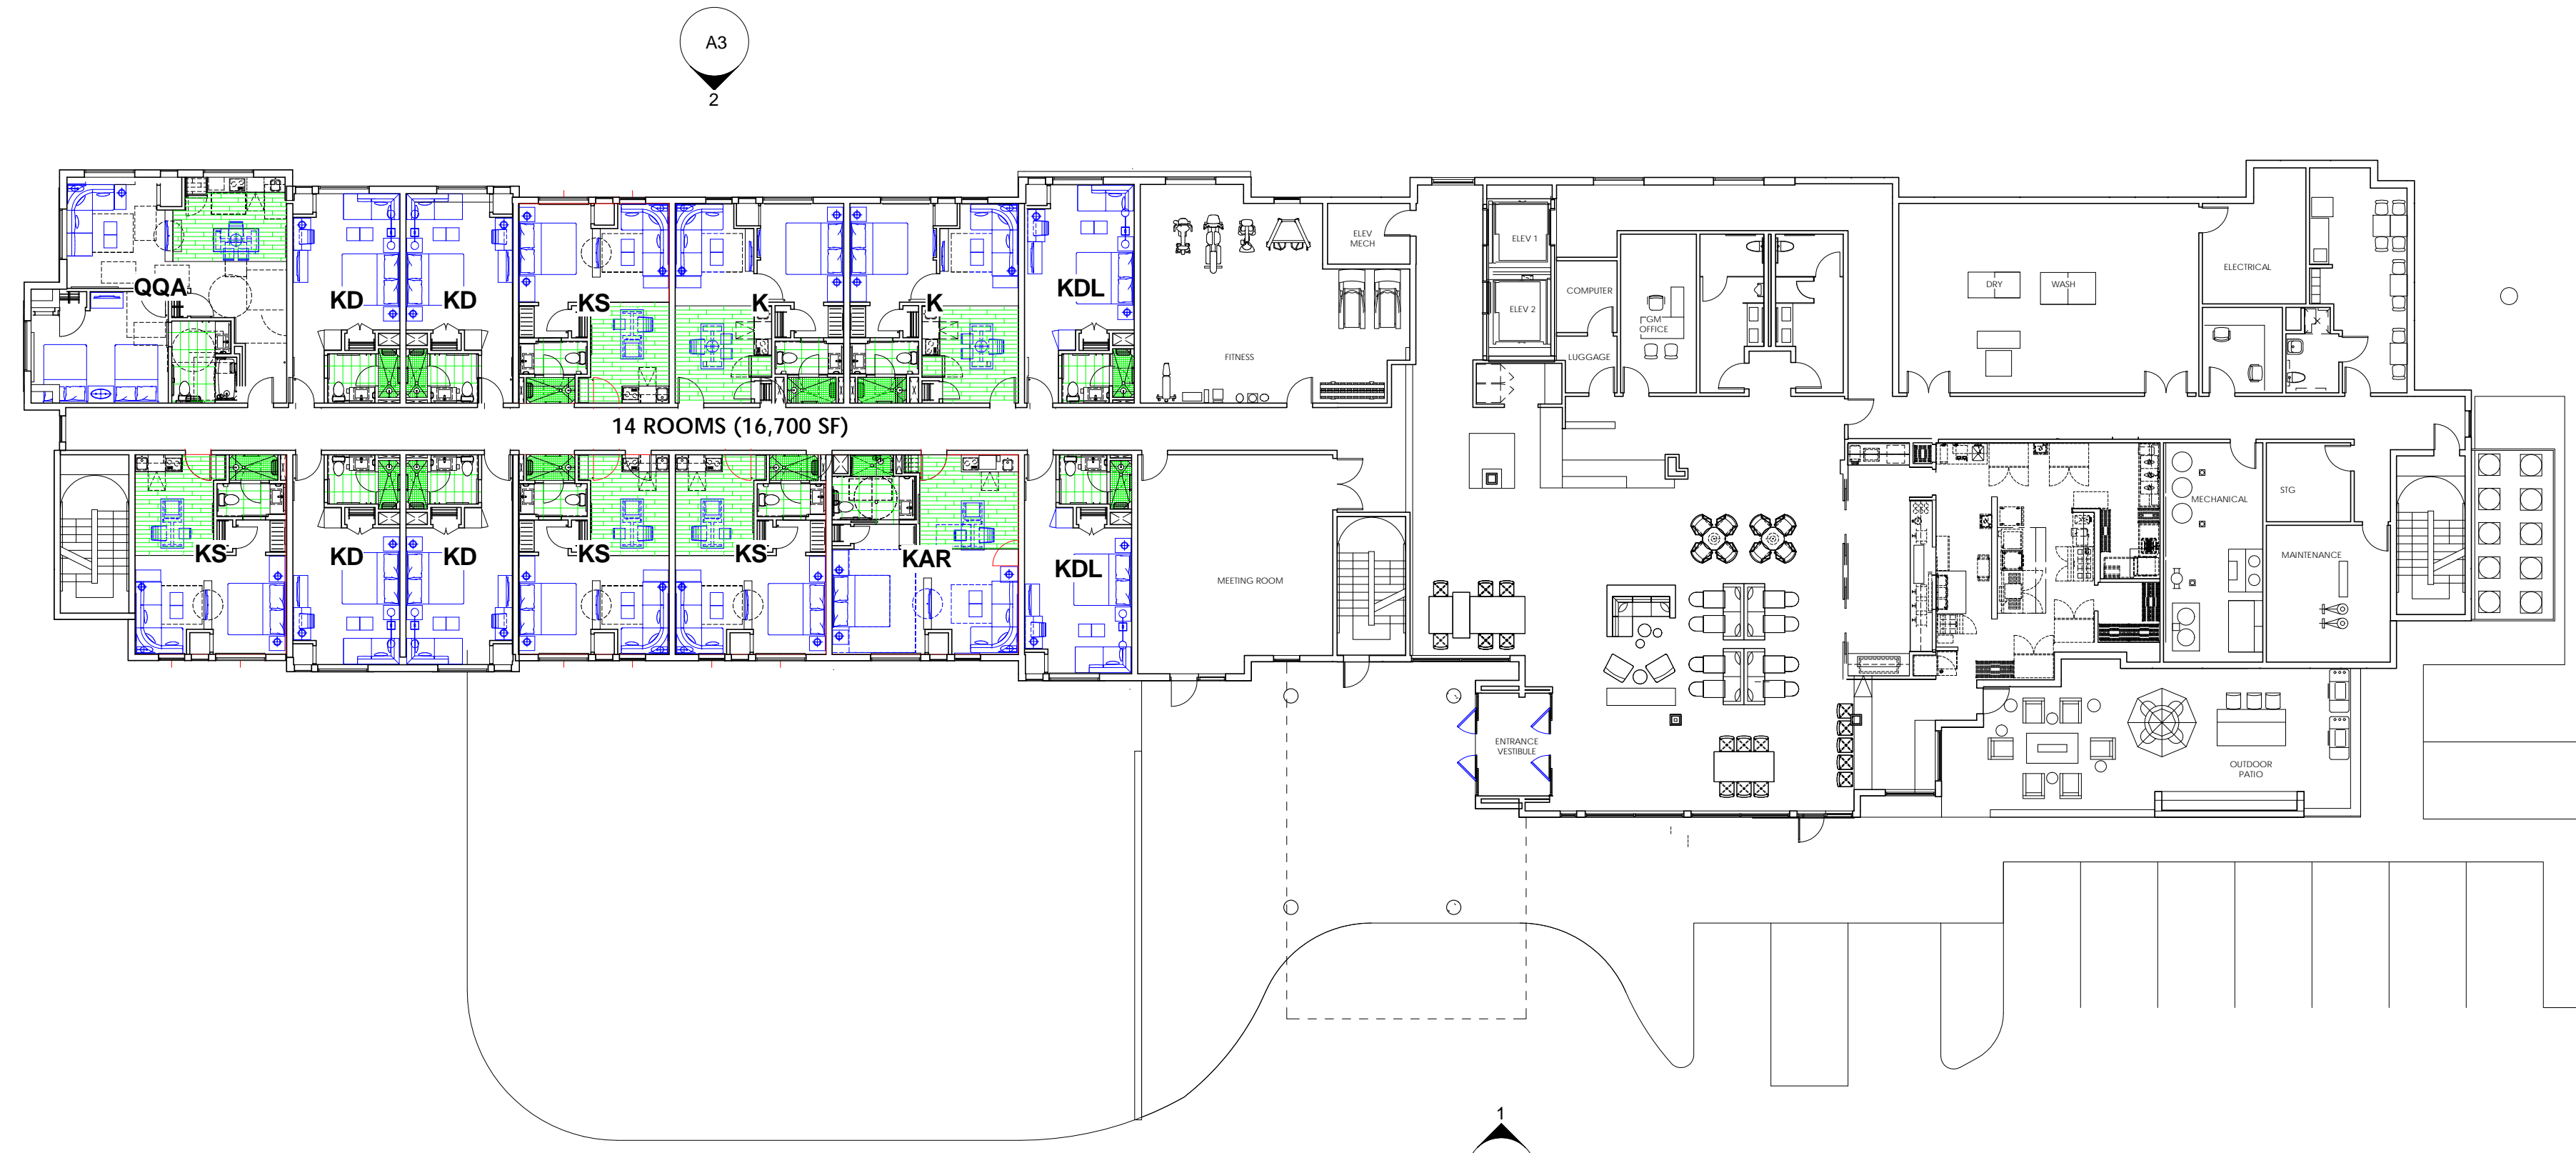 A3
2
QQA
KD
KD
KS
K
K
KDL
FITNESS
ELEV
MECH
ELEV 1
ELEV 2
COMPUTER
LUGGAGE
GM
OFFICE
DRY
WASH
ELECTRICAL
14 ROOMS (16,700 SF)
KS
KD
KD
KS
KS
KAR
KDL
MEETING ROOM
ENTRANCE
VESTIBULE
MECHANICAL
STG
MAINTENANCE
OUTDOOR
PATIO
1